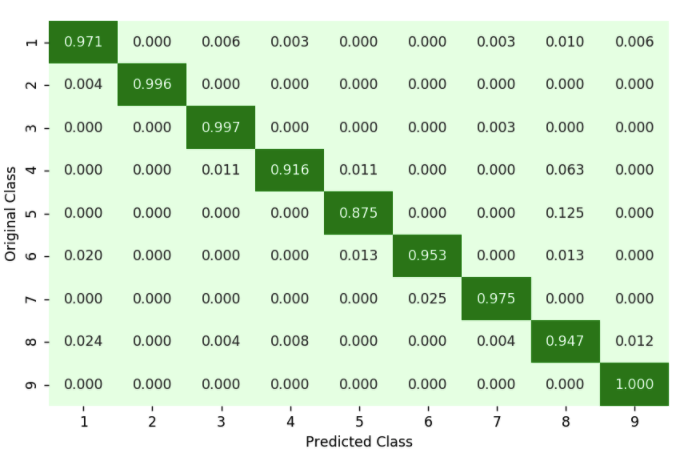 1 0.971 0.000 0.006 0.003 0.000 0.000 0.003 0.010 0.006
2 0.004 0.996 0.000 0.000 0.000 0.000 0.000 0.000 0.000
3 0.000 0.000 0.997 0.000 0.000 0.000 0.003 0.000 0.000
4 0.000 0.000 0.011 0.916 0.011 0.000 0.000 0.063 0.000
5 0.000 0.000 0.000 0.000 0.875 0.000 0.000 0.125 0.000
6 0.020 0.000 0.000 0.000 0.013 0.953 0.000 0.013 0.000
7 0.000 0.000 0.000 0.000 0.000 0.025 0.975 0.000 0.000
8 0.024 0.000 0.004 0.008 0.000 0.000 0.004 0.947 0.012
9 0.000 0.000 0.000 0.000 0.000 0.000 0.000 0.000 1.000
Original Class
1 2 3 4 5 6 7 8 9
Predicted Class